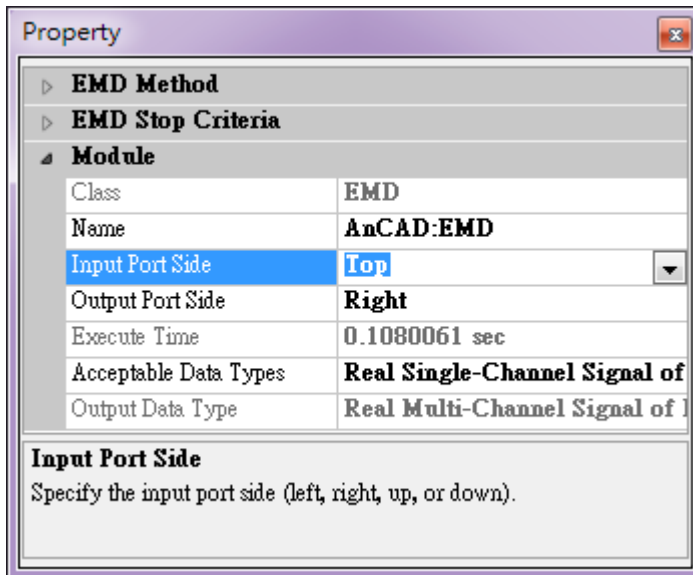 Property
EMD Method
EMD Stop Criteria
Module
Class EMD
Name AnCAD:EMD
Input Port Side Top
Output Port Side Right
Execute Time 0.1080061 sec
Acceptable Data Types Real Single-Channel Signal of
Output Data Type Real Multi-Channel Signal of
Input Port Side
Specify the input port side (left, right, up, or down).